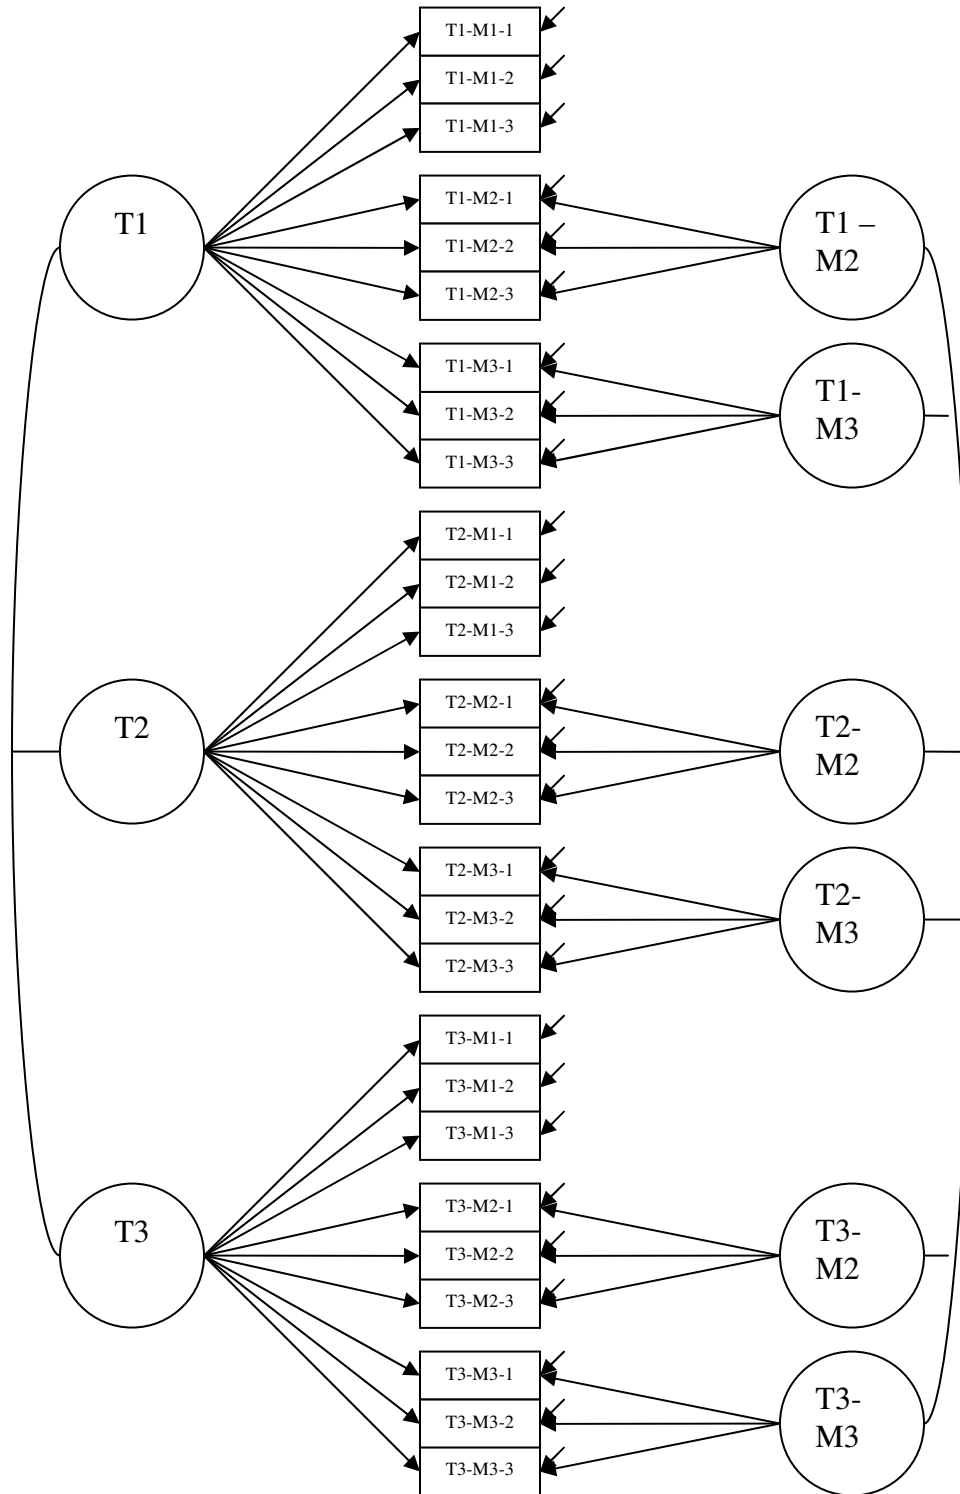 T1-M1-1
T1-M1-2
T1-M1-3
T1
T1-M2-1
T1-M2-2
T1-M2-3
T1 –
M2
T1-M3-1
T1-M3-2
T1-M3-3
T1-
M3
T2-M1-1
T2-M1-2
T2-M1-3
T2
T2-M2-1
T2-M2-2
T2-M2-3
T2-
M2
T2-M3-1
T2-M3-2
T2-M3-3
T2-
M3
T3-M1-1
T3-M1-2
T3-M1-3
T3
T3-M2-1
T3-M2-2
T3-M2-3
T3-
M2
T3-M3-1
T3-M3-2
T3-M3-3
T3-
M3